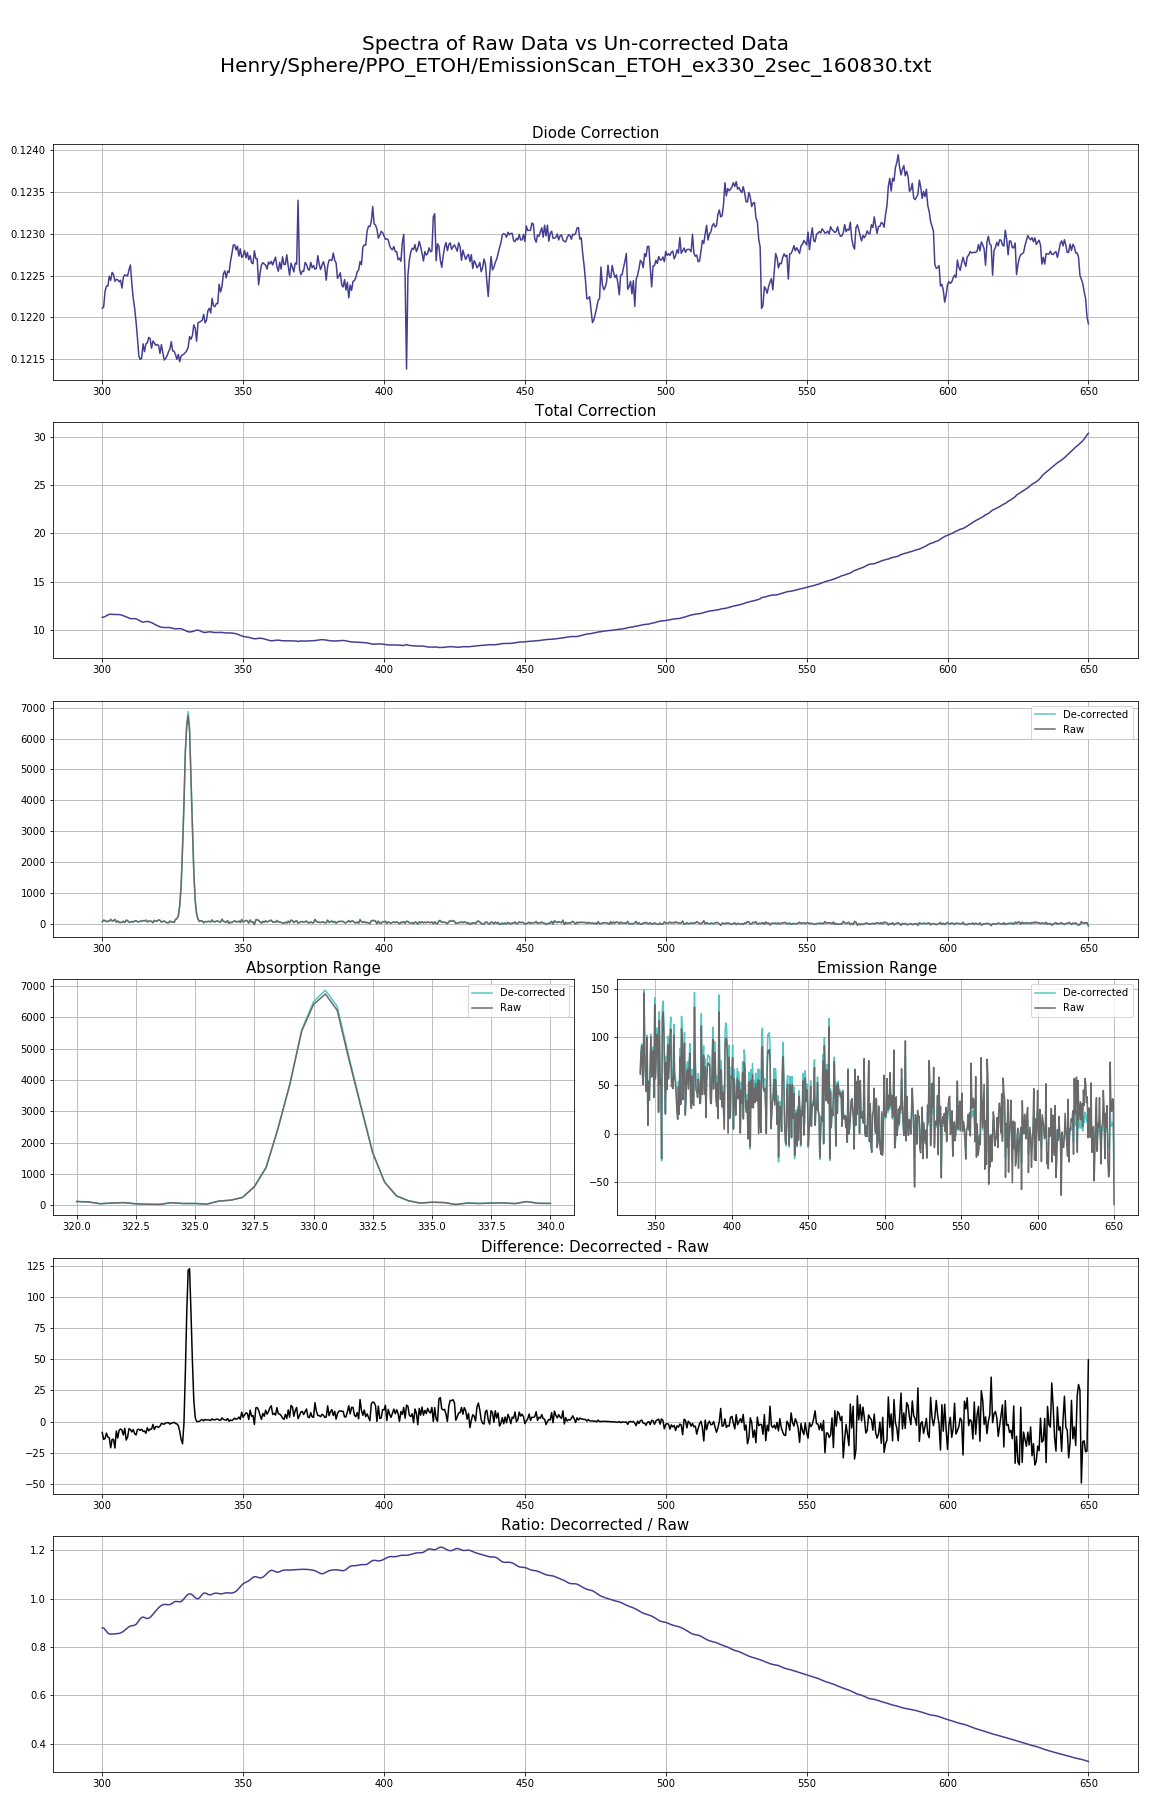 Spectra of Raw Data vs Un-corrected Data
Henry/Sphere/PPO_ETOH/EmissionScan_ETOH_ex330_2sec_160830.txt
Diode Correction
0.1240
0.1235
0.1230
0.1225
0.1220
0.1215
300 350 400 450 500 550 600 650
Total Correction
30
25
20
15
10
300 350 400 450 500 550 600 650
7000
6000
5000
4000
3000
2000
1000
0
De-corrected
Raw
300 350 400 450 500 550 600 650
Absorption Range
7000
6000
5000
4000
3000
2000
1000
0
De-corrected
Raw
320.0 322.5 325.0 327.5 330.0 332.5 335.0 337.5 340.0
Emission Range
150
100
50
0
−50
De-corrected
Raw
350 400 450 500 550 600 650
Difference: Decorrected - Raw
125
100
75
50
25
0
−25
−50
300 350 400 450 500 550 600 650
Ratio: Decorrected / Raw
1.2
1.0
0.8
0.6
0.4
300 350 400 450 500 550 600 650